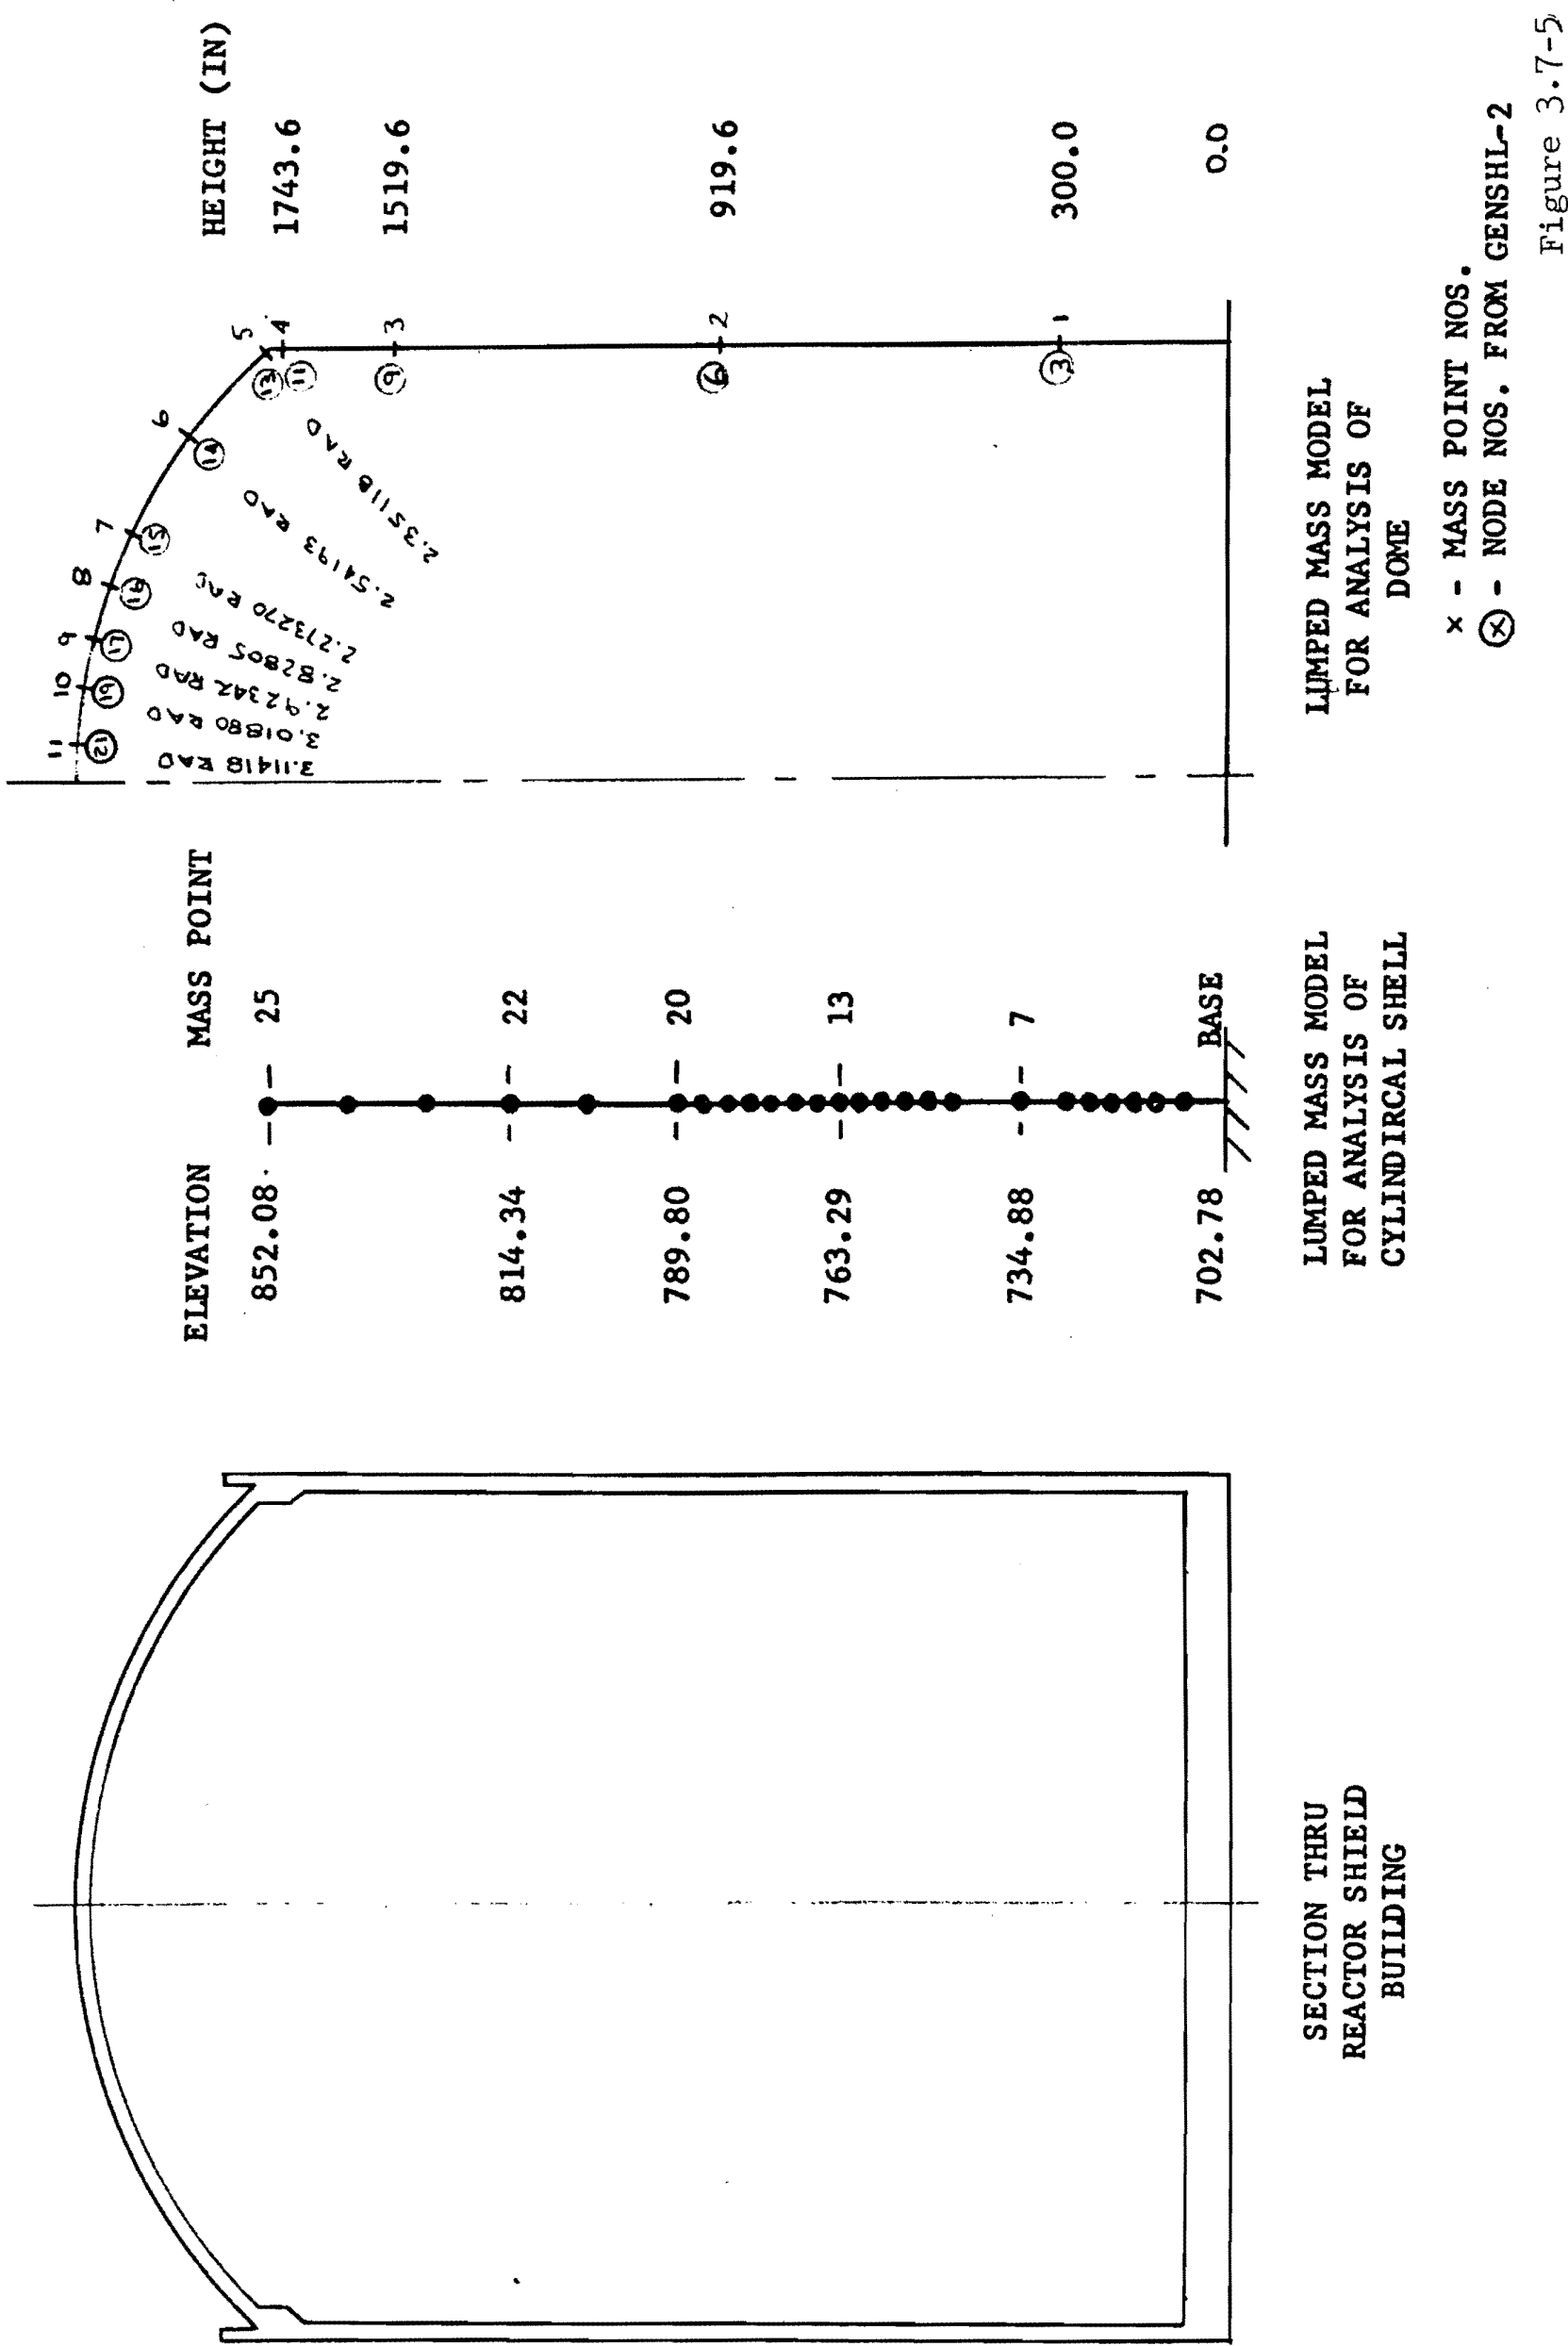 SECTION THRU
REACTOR SHIELD
BUILDING
ELEVATION MASS POINT
852.08 25
814.34 22
789.80 20
763.29 13
734.88 7
702.78 BASE
LUMPED MASS MODEL
FOR ANALYSIS OF
CYLINDIRCAL SHELL
HEIGHT (IN)
1743.6
1519.6
919.6
300.0
0.0
11 10 9 8 7 6 5 4 3 2 1
12 19 17 16 15 14 13 11 9 6 3
3.11418 RAD
3.01880 RAD
2.92342 RAD
2.82805 RAD
2.273270 RAD
2.54193 RAD
2.35118 RAD
LUMPED MASS MODEL
FOR ANALYSIS OF
DOME
x - MASS POINT NOS.
ⓧ - NODE NOS. FROM GENSHL-2
Figure 3.7-5